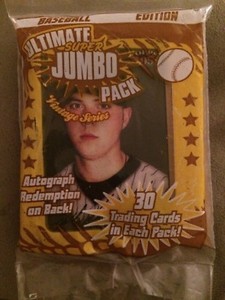 BASEBALL EDITION
ULTIMATE
SUPER
JUMBO
PACK
Vintage Series
Autograph
Redemption
on Back!
30
Trading Cards
in Each Pack!